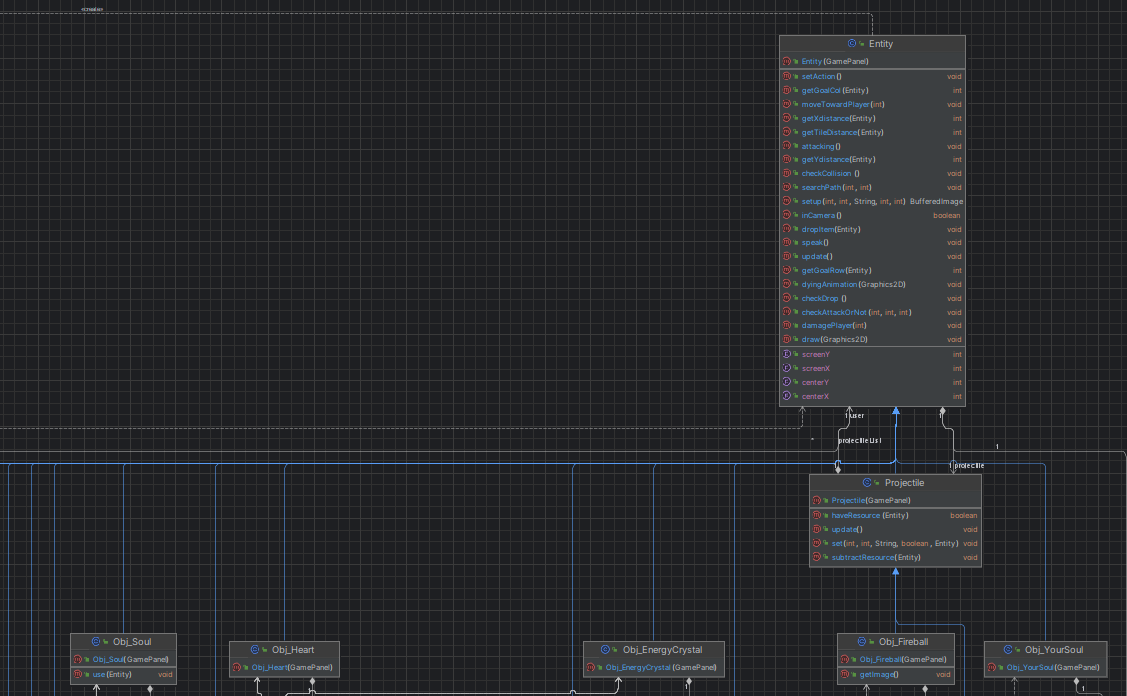 «create»
Entity
Entity(GamePanel)
setAction() void
getGoalCol(Entity) int
moveTowardPlayer(int) void
getXdistance(Entity) int
getTileDistance(Entity) int
attacking() void
getYdistance(Entity) int
checkCollision () void
searchPath(int, int) void
setup(int, int, String, int, int) BufferedImage
inCamera() boolean
dropItem(Entity) void
speak() void
update() void
getGoalRow(Entity) int
dyingAnimation(Graphics2D) void
checkDrop () void
checkAttackOrNot(int, int, int) void
damagePlayer(int) void
draw(Graphics2D) void
screenY int
screenX int
centerY int
centerX int
1 user 1
* projectileList 1
1 projectile
Projectile
Projectile(GamePanel)
haveResource (Entity) boolean
update() void
set(int, int, String, boolean, Entity) void
subtractResource(Entity) void
Obj_Soul
Obj_Soul(GamePanel)
use(Entity) void
Obj_Heart
Obj_Heart(GamePanel)
Obj_EnergyCrystal
Obj_EnergyCrystal (GamePanel)
1
Obj_Fireball
Obj_Fireball(GamePanel)
getImage() void
Obj_YourSoul
Obj_YourSoul(GamePanel)
1